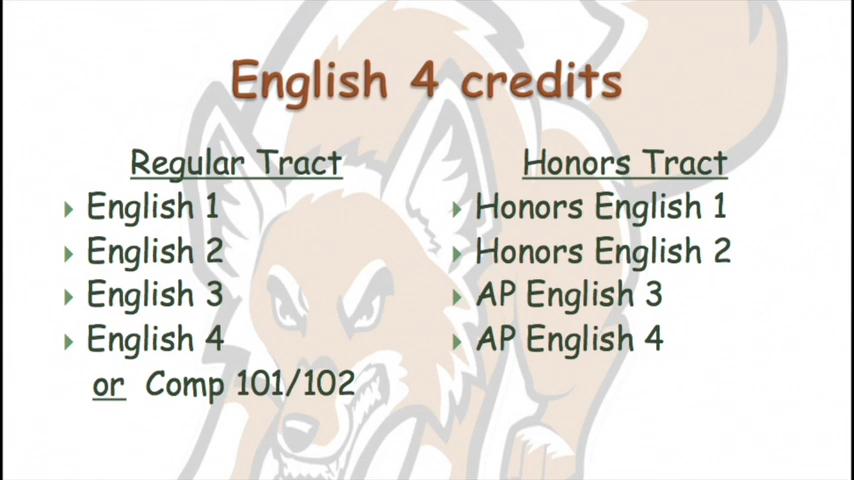 English 4 credits
Regular Tract
English 1
English 2
English 3
English 4
or Comp 101/102
Honors Tract
Honors English 1
Honors English 2
AP English 3
AP English 4